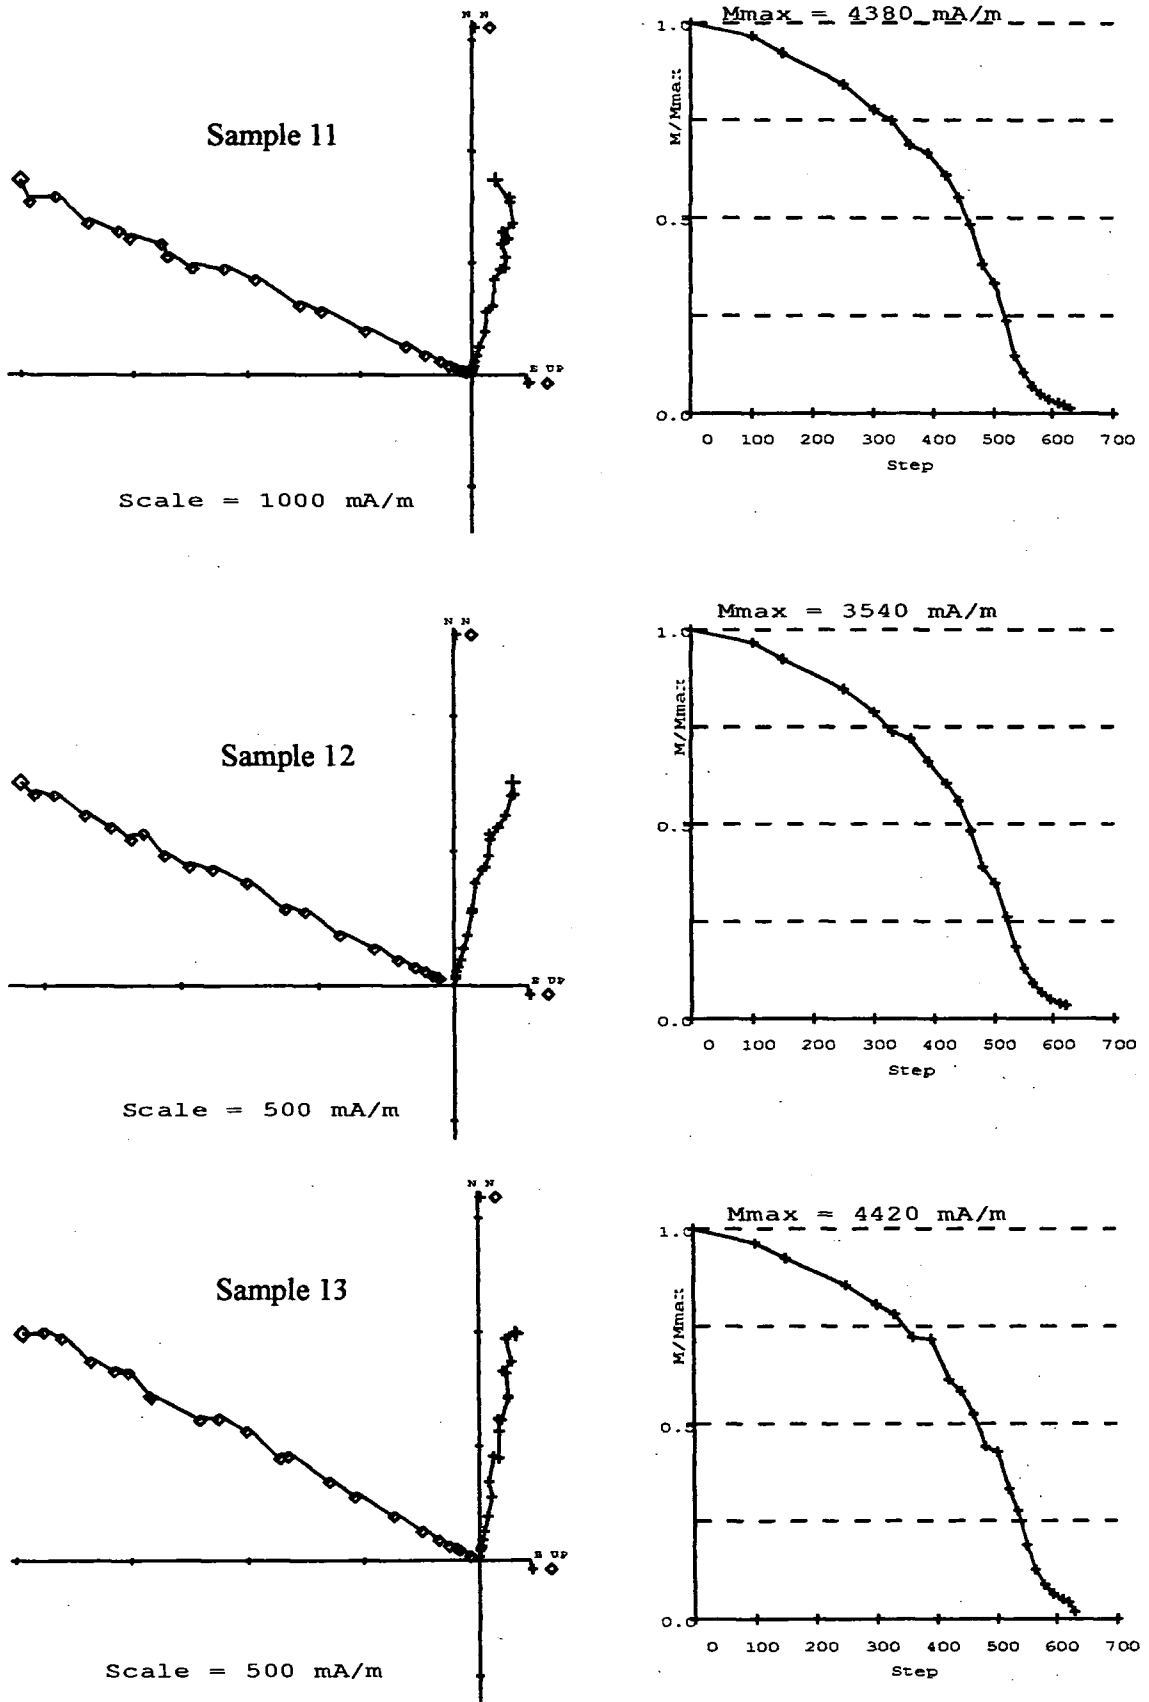 N N
Mmax = 4380 mA/m
1.0
M/Mmax
Sample 11
0.5
E UP
0.0
0 100 200 300 400 500 600 700
Step
Scale = 1000 mA/m
N N
Mmax = 3540 mA/m
1.0
M/Mmax
Sample 12
0.5
E UP
0.0
0 100 200 300 400 500 600 700
Step
Scale = 500 mA/m
N N
Mmax = 4420 mA/m
1.0
M/Mmax
Sample 13
0.5
E UP
0.0
0 100 200 300 400 500 600 700
Step
Scale = 500 mA/m